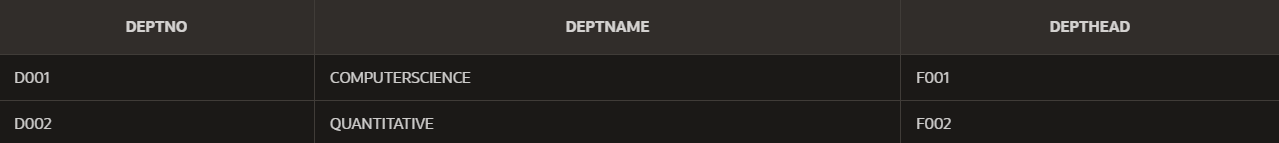 DEPTNO DEPTNAME DEPTHEAD
D001 COMPUTERSCIENCE F001
D002 QUANTITATIVE F002